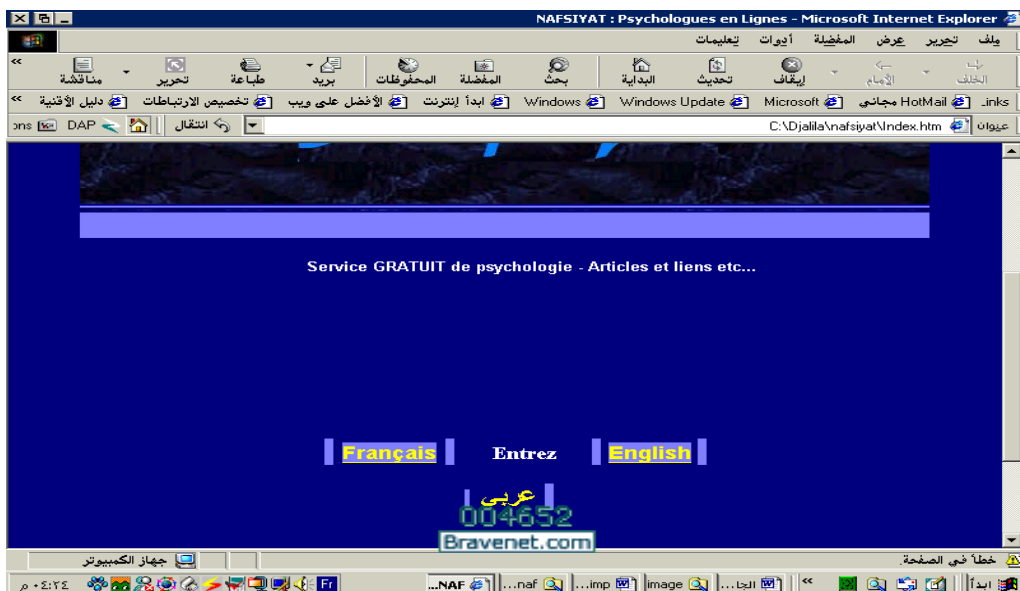 NAFSIYAT : Psychologues en Lignes - Microsoft Internet Explorer
ملف تحرير عرض المفضلة أدوات تعليمات
الخلف الأمام إيقاف تحديث البداية بحث المفضلة المحفوظات بريد طباعة تحرير مناقشة »
inks HotMail مجاني Microsoft Windows Update Windows ابدأ إنترنت الأفضل على ويب تخصيص الارتباطات دليل الأقنية »
عنوان C:\Djalila\nafsiyat\Index.htm انتقال DAP ons
Service GRATUIT de psychologie - Articles et liens etc...
Français Entrez English
عربي
004652
Bravenet.com
خطأ في الصفحة.
جهاز الكمبيوتر
ابدأ » ...الجا image ...imp ...naf ...NAF Fr ٠٤:٢٤ م